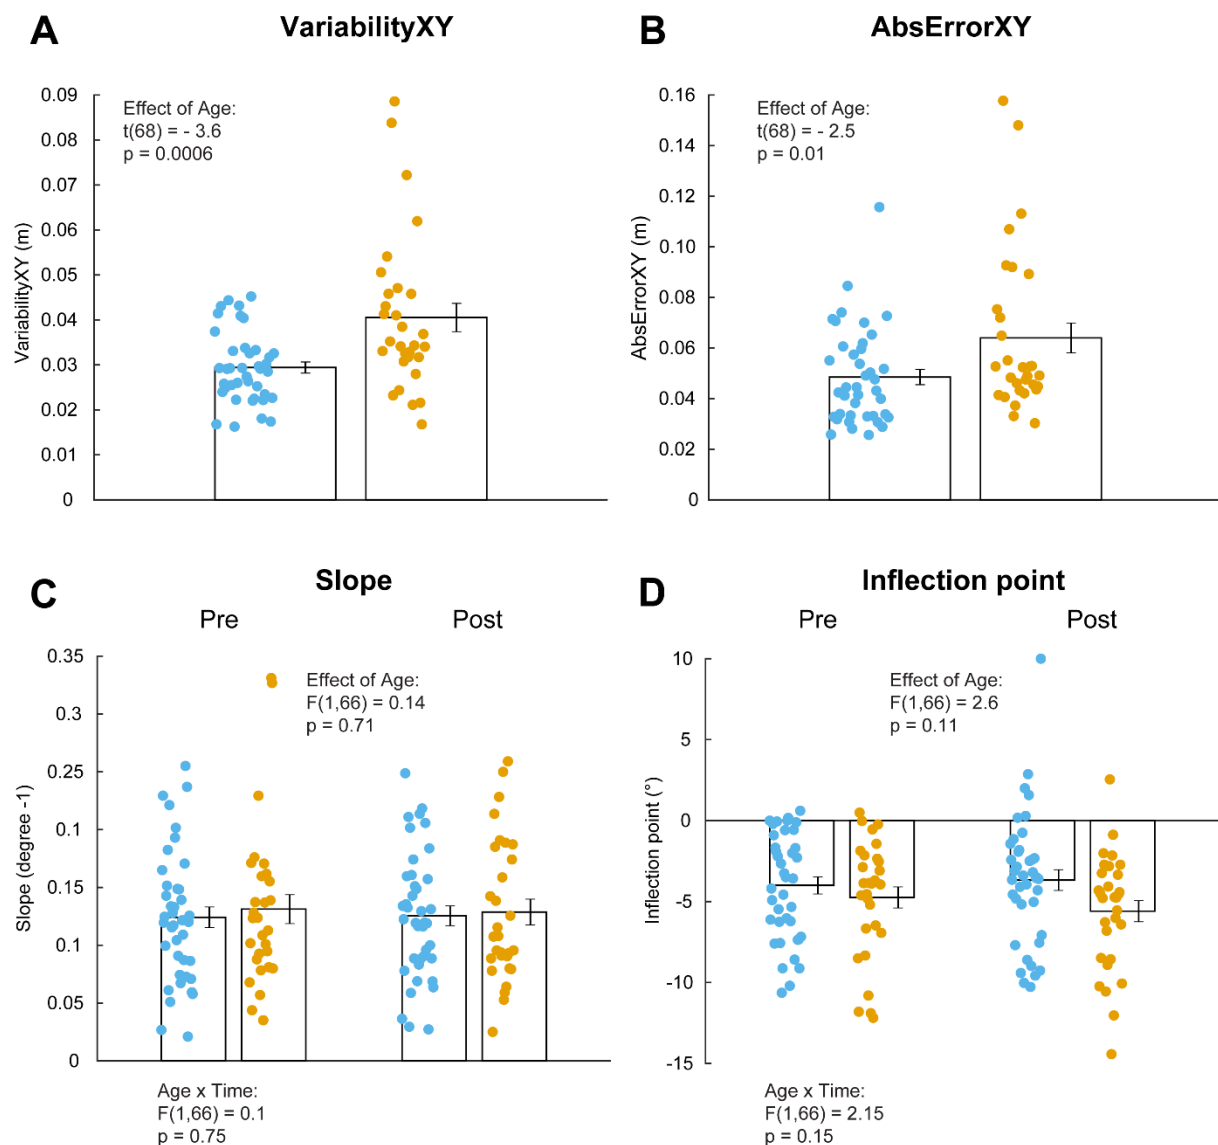 A
VariabilityXY
Effect of Age:
t(68) = - 3.6
p = 0.0006
VariabilityXY (m)
0.09
0.08
0.07
0.06
0.05
0.04
0.03
0.02
0.01
0
B
AbsErrorXY
Effect of Age:
t(68) = - 2.5
p = 0.01
AbsErrorXY (m)
0.16
0.14
0.12
0.10
0.08
0.06
0.04
0.02
0
C
Slope
Pre
Post
Effect of Age:
F(1,66) = 0.14
p = 0.71
Slope (degree -1)
0.35
0.3
0.25
0.1
0.15
0.1
0.05
0
Age x Time:
F(1,66) = 0.1
p = 0.75
D
Inflection point
Pre
Post
Effect of Age:
F(1,66) = 2.6
p = 0.11
Inflection point (°)
10
5
0
-5
-10
-15
Age x Time:
F(1,66) = 2.15
p = 0.15